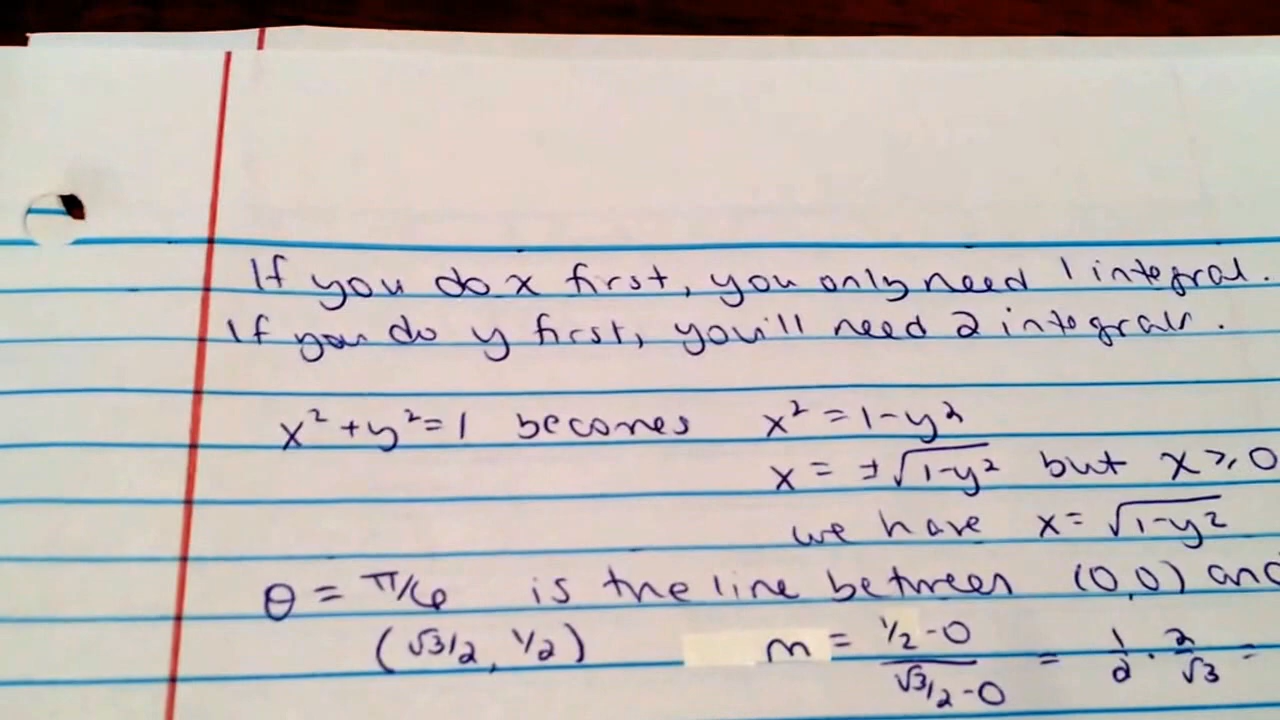 If you do x first, you only need 1 integral.
If you do y first, you'll need 2 integrals.
x² + y² = 1 becomes x² = 1 - y²
x = ±√(1-y²) but x ≥ 0
we have x = √(1-y²)
θ = π/6 is the line between (0,0) and
(√3/2, 1/2) m = (1/2 - 0)/(√3/2 - 0) = 1/2 · 2/√3 =